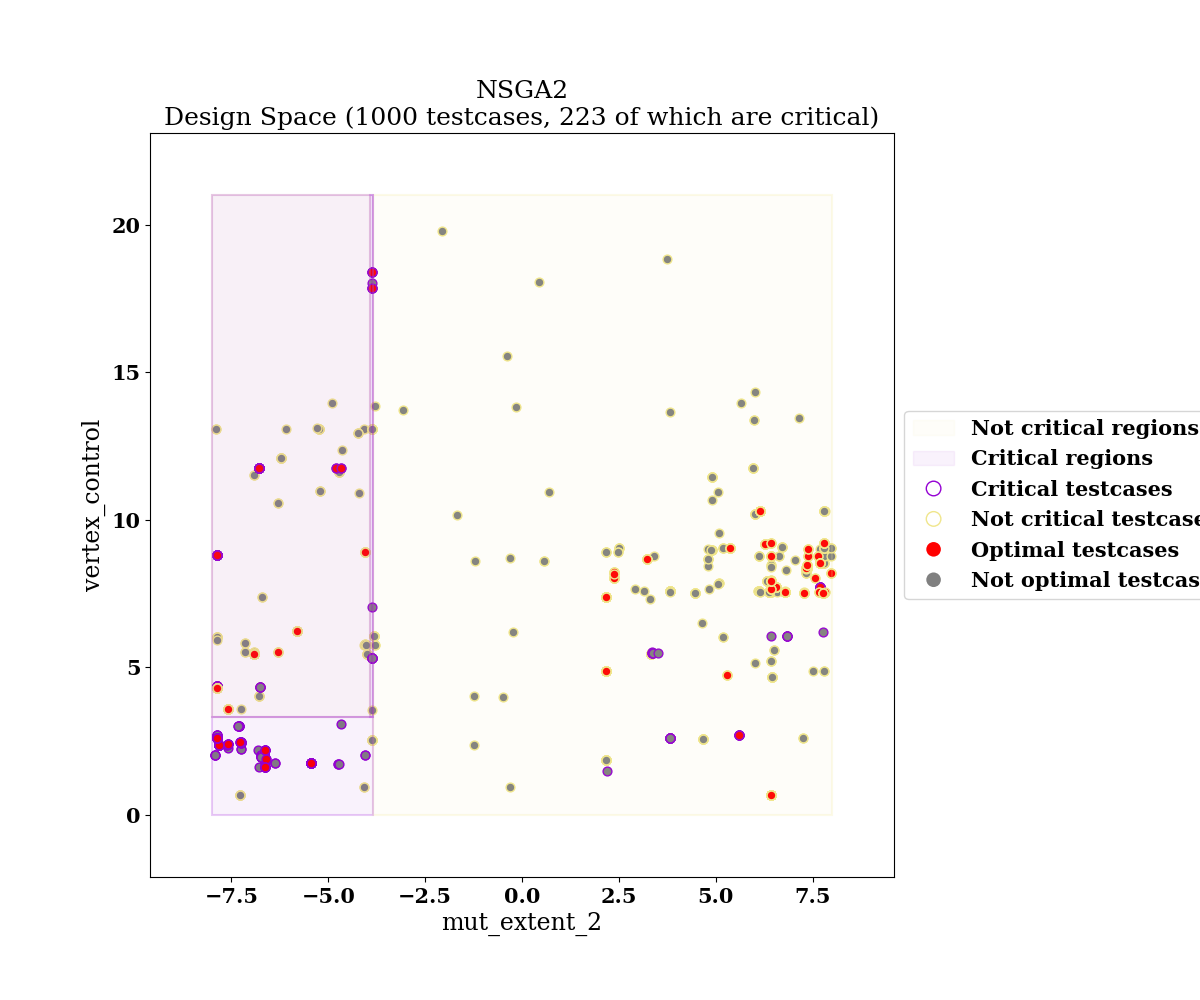 NSGA2
Design Space (1000 testcases, 223 of which are critical)
vertex_control
20
15
10
5
0
−7.5 −5.0 −2.5 0.0 2.5 5.0 7.5
mut_extent_2
Not critical regions
Critical regions
Critical testcases
Not critical testcase
Optimal testcases
Not optimal testcas